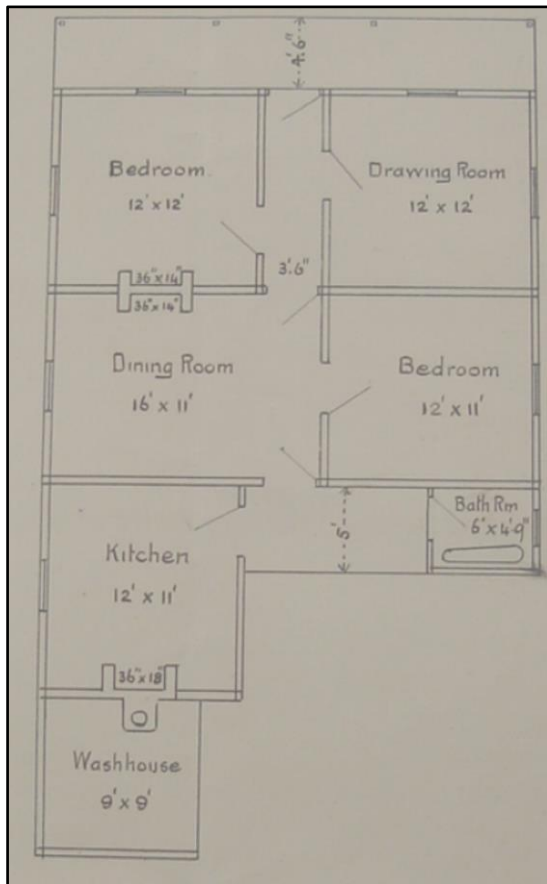 4'.6"
Bedroom.
12' x 12'
Drawing Room
12' x 12'
3'.6"
36" x 14"
36" x 14"
Dining Room
16' x 11'
Bedroom
12' x 11'
Bath Rm
6' x 4'.9"
5'
Kitchen
12' x 11'
36" x 18"
Washhouse
9' x 9'